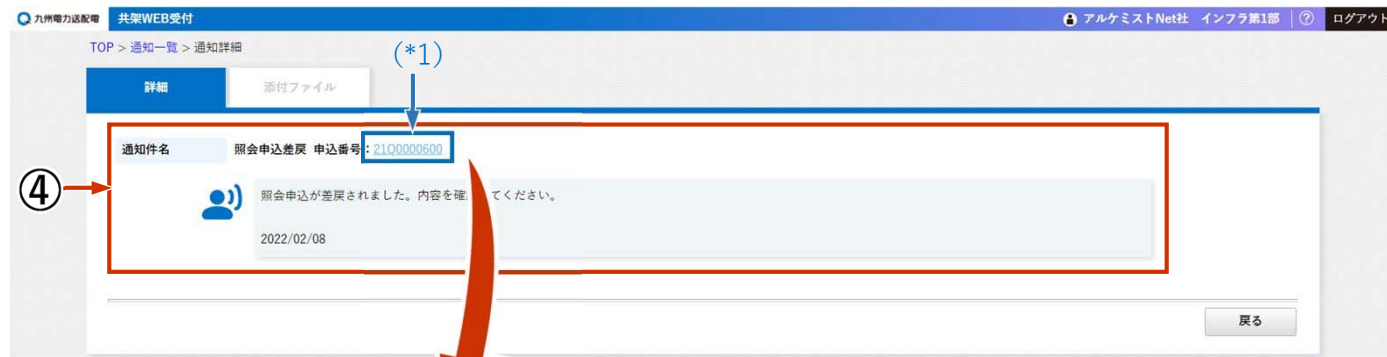 九州電力送配電 共架WEB受付 アルケミストNet社 インフラ第1部 ? ログアウト
TOP > 通知一覧 > 通知詳細
(*1)
詳細 添付ファイル
通知件名 照会申込差戻 申込番号：21Q0000600
④
照会申込が差戻されました。内容を確 てください。
2022/02/08
戻る